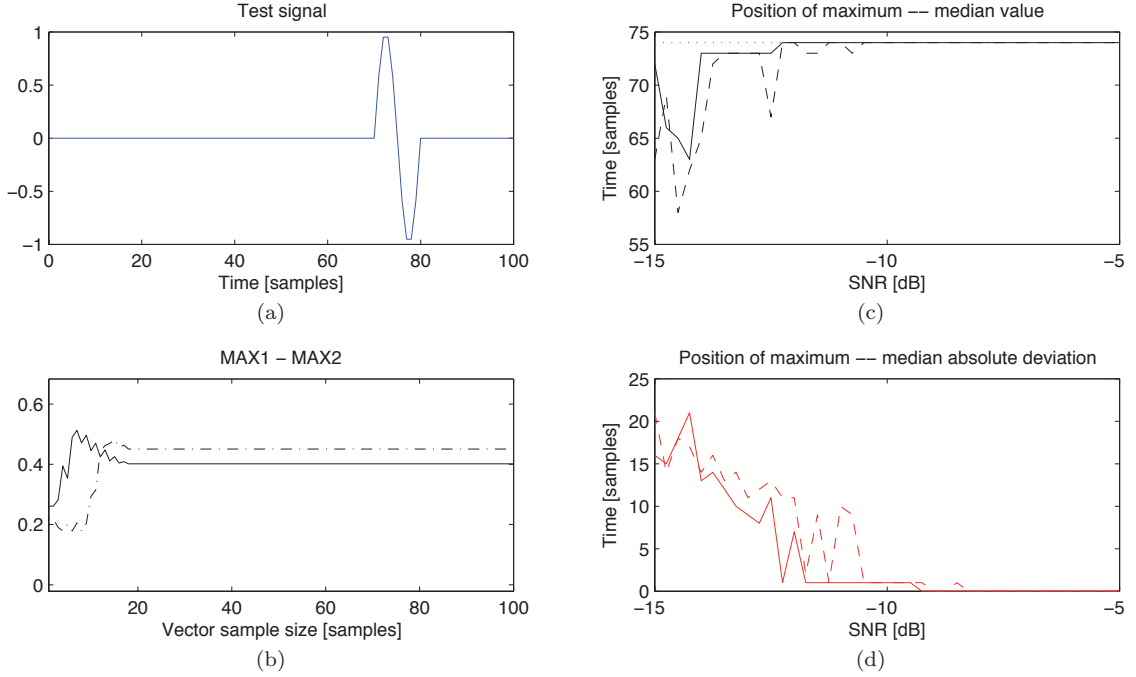 Test signal
1
0.5
0
−0.5
−1
0 20 40 60 80 100
Time [samples]
(a)
MAX1 − MAX2
0.6
0.4
0.2
0
20 40 60 80 100
Vector sample size [samples]
(b)
Position of maximum −− median value
75
70
65
60
55
Time [samples]
−15 −10 −5
SNR [dB]
(c)
Position of maximum −− median absolute deviation
25
20
15
10
5
0
Time [samples]
−15 −10 −5
SNR [dB]
(d)